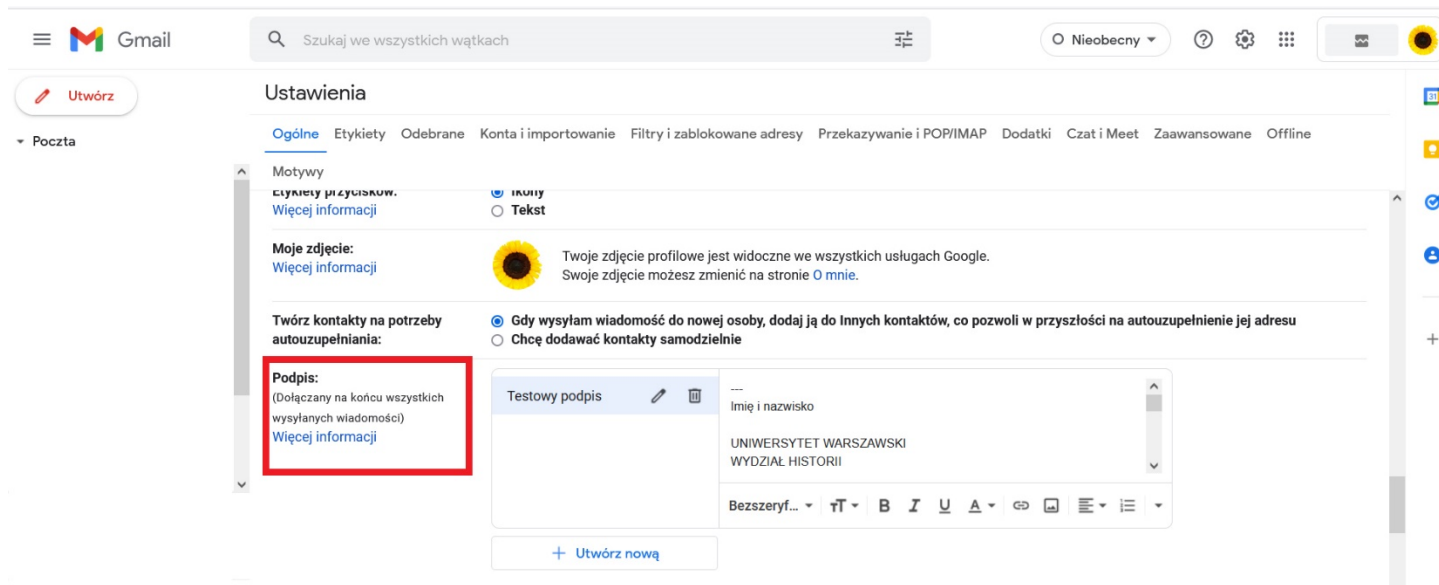 Gmail
Szukaj we wszystkich wątkach
Nieobecny
Utwórz
Ustawienia
31
Ogólne Etykiety Odebrane Konta i importowanie Filtry i zablokowane adresy Przekazywanie i POP/IMAP Dodatki Czat i Meet Zaawansowane Offline
Poczta
Motywy
Etykiety przycisków: Ikony
Więcej informacji Tekst
Moje zdjęcie:
Więcej informacji
Twoje zdjęcie profilowe jest widoczne we wszystkich usługach Google.
Swoje zdjęcie możesz zmienić na stronie O mnie.
Twórz kontakty na potrzeby
autouzupełniania:
Gdy wysyłam wiadomość do nowej osoby, dodaj ją do Innych kontaktów, co pozwoli w przyszłości na autouzupełnienie jej adresu
Chcę dodawać kontakty samodzielnie
Podpis:
(Dołączany na końcu wszystkich
wysyłanych wiadomości)
Więcej informacji
Testowy podpis
---
Imię i nazwisko
UNIWERSYTET WARSZAWSKI
WYDZIAŁ HISTORII
Bezszeryf... TT B I U A
+ Utwórz nową